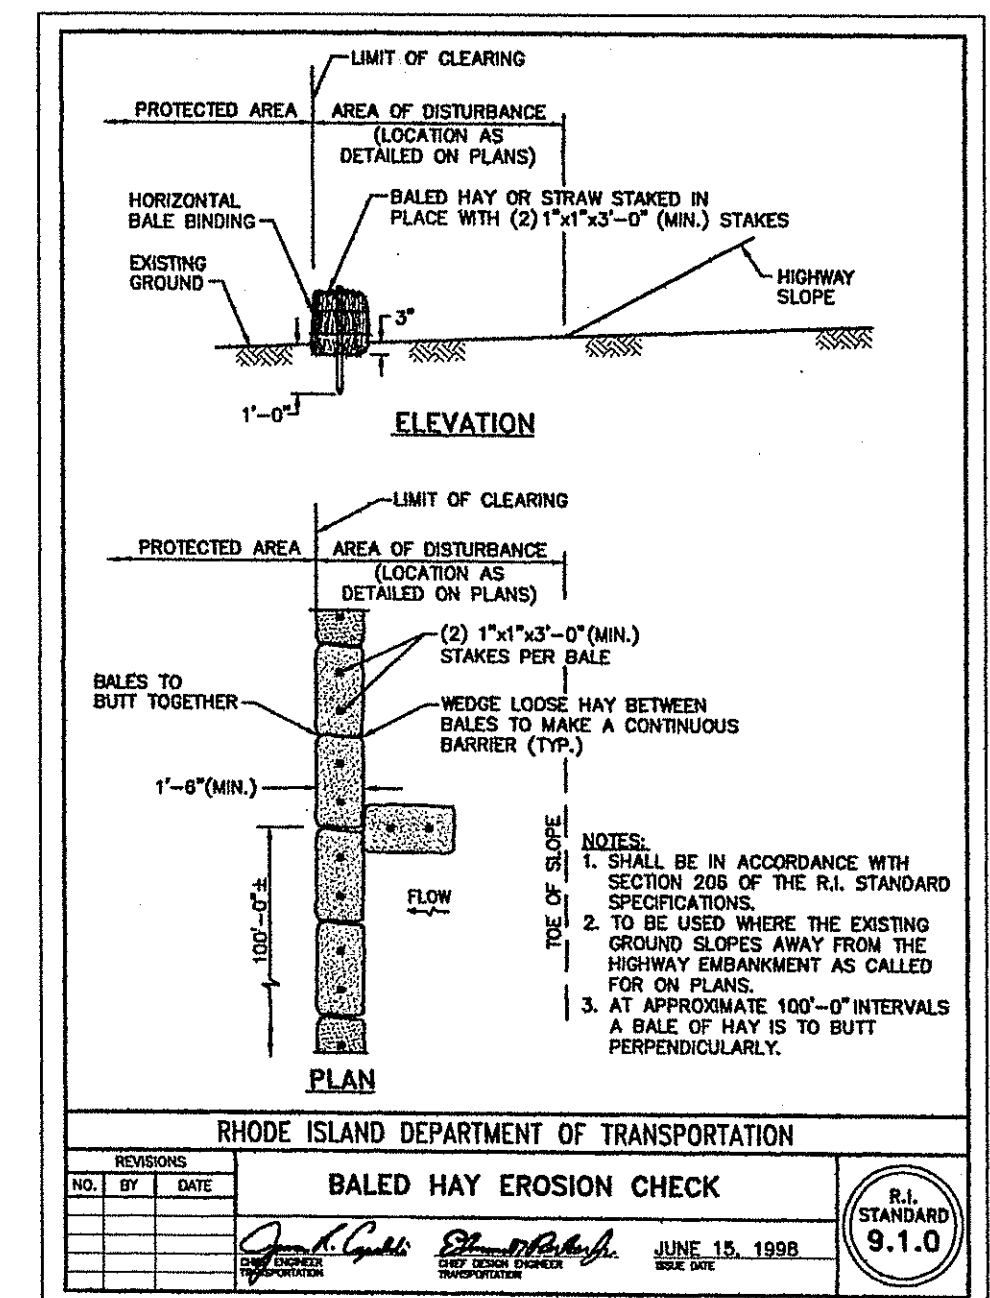 LIMIT OF CLEARING
PROTECTED AREA
AREA OF DISTURBANCE
(LOCATION AS
DETAILED ON PLANS)
HORIZONTAL
BALE BINDING
BALED HAY OR STRAW STAKED IN
PLACE WITH (2) 1"x1"x3'-0" (MIN.) STAKES
EXISTING
GROUND
HIGHWAY
SLOPE
3"
1'-0"
ELEVATION
LIMIT OF CLEARING
PROTECTED AREA
AREA OF DISTURBANCE
(LOCATION AS
DETAILED ON PLANS)
(2) 1"x1"x3'-0"(MIN.)
STAKES PER BALE
BALES TO
BUTT TOGETHER
WEDGE LOOSE HAY BETWEEN
BALES TO MAKE A CONTINUOUS
BARRIER (TYP.)
1'-6"(MIN.)
100'-0"±
FLOW
TOE OF SLOPE
NOTES:
1. SHALL BE IN ACCORDANCE WITH
SECTION 206 OF THE R.I. STANDARD
SPECIFICATIONS.
2. TO BE USED WHERE THE EXISTING
GROUND SLOPES AWAY FROM THE
HIGHWAY EMBANKMENT AS CALLED
FOR ON PLANS.
3. AT APPROXIMATE 100'-0" INTERVALS
A BALE OF HAY IS TO BUTT
PERPENDICULARLY.
PLAN
RHODE ISLAND DEPARTMENT OF TRANSPORTATION
REVISIONS
NO. BY DATE
BALED HAY EROSION CHECK
CHIEF ENGINEER
TRANSPORTATION
CHIEF DESIGN ENGINEER
TRANSPORTATION
JUNE 15, 1998
ISSUE DATE
R.I.
STANDARD
9.1.0